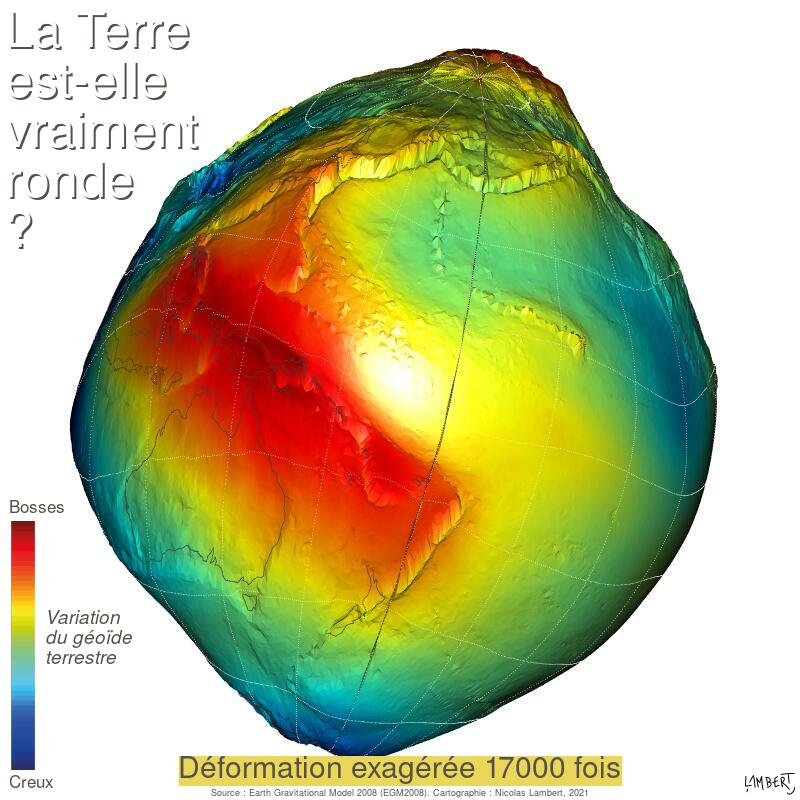 La Terre
est-elle
vraiment
ronde
?
Bosses
Variation
du géoïde
terrestre
Creux
Déformation exagérée 17000 fois
Source : Earth Gravitational Model 2008 (EGM2008). Cartographie : Nicolas Lambert, 2021
LAMBERT